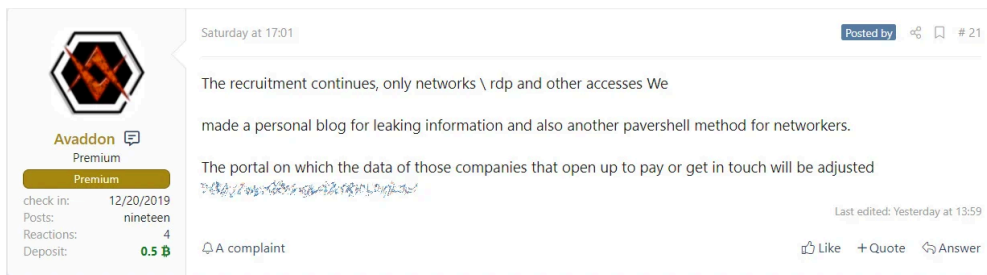 Saturday at 17:01
Posted by
# 21
Avaddon
Premium
Premium
check in: 12/20/2019
Posts: nineteen
Reactions: 4
Deposit: 0.5 ₿
The recruitment continues, only networks \ rdp and other accesses We
made a personal blog for leaking information and also another pavershell method for networkers.
The portal on which the data of those companies that open up to pay or get in touch will be adjusted
Last edited: Yesterday at 13:59
A complaint
Like
+Quote
Answer